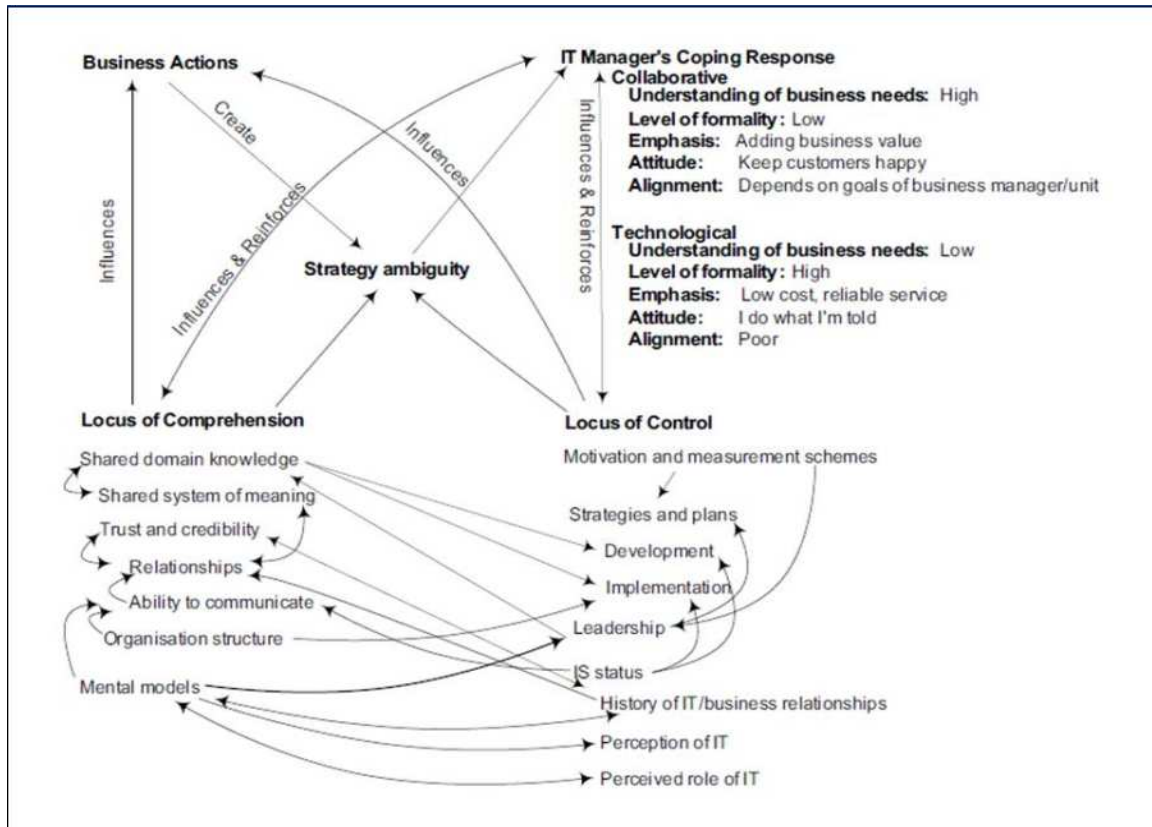 Business Actions
IT Manager's Coping Response
Collaborative
Understanding of business needs: High
Level of formality: Low
Emphasis: Adding business value
Attitude: Keep customers happy
Alignment: Depends on goals of business manager/unit
Create
Influences
Influences & Reinforces
Influences
Influences & Reinforces
Strategy ambiguity
Technological
Understanding of business needs: Low
Level of formality: High
Emphasis: Low cost, reliable service
Attitude: I do what I'm told
Alignment: Poor
Locus of Comprehension
Shared domain knowledge
Shared system of meaning
Trust and credibility
Relationships
Ability to communicate
Organisation structure
Mental models
Locus of Control
Motivation and measurement schemes
Strategies and plans
Development
Implementation
Leadership
IS status
History of IT/business relationships
Perception of IT
Perceived role of IT